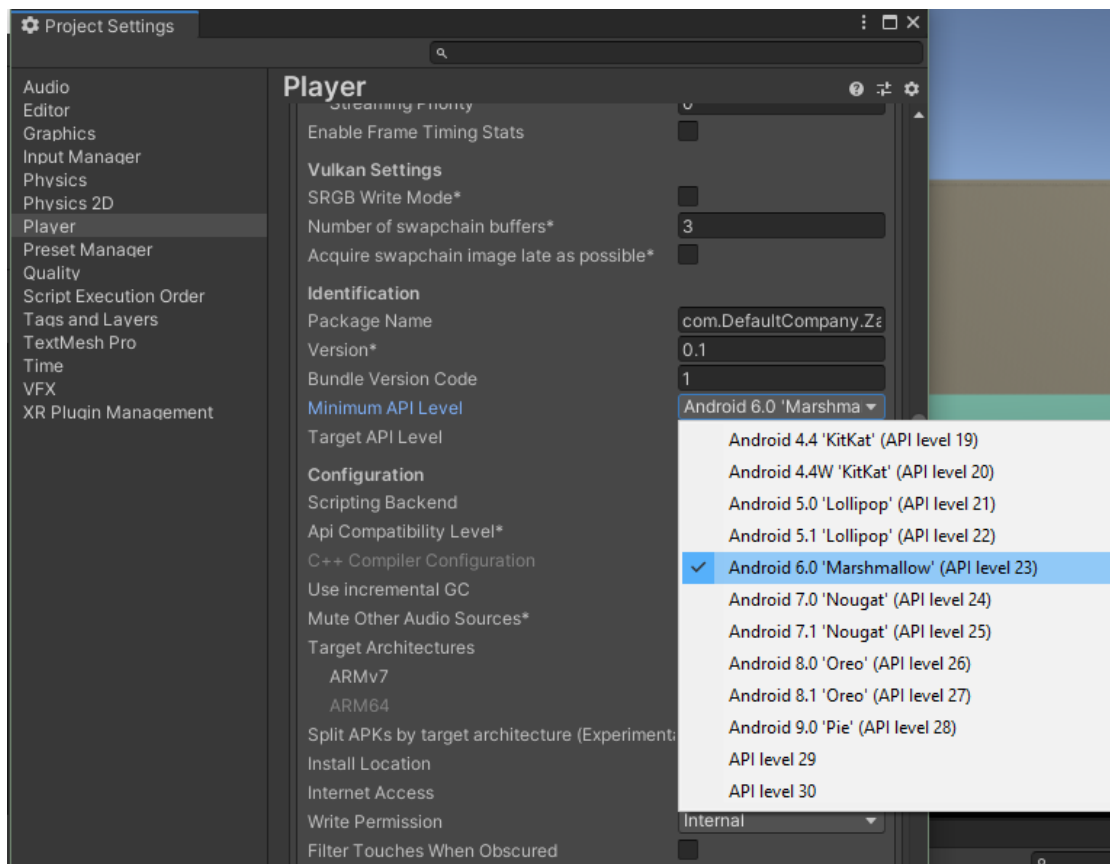 Project Settings
Audio
Editor
Graphics
Input Manager
Physics
Physics 2D
Player
Preset Manager
Quality
Script Execution Order
Tags and Layers
TextMesh Pro
Time
VFX
XR Plugin Management
Player
Streaming Priority 0
Enable Frame Timing Stats
Vulkan Settings
SRGB Write Mode*
Number of swapchain buffers* 3
Acquire swapchain image late as possible*
Identification
Package Name com.DefaultCompany.Za
Version* 0.1
Bundle Version Code 1
Minimum API Level Android 6.0 'Marshma
Target API Level
Configuration
Scripting Backend
Api Compatibility Level*
C++ Compiler Configuration
Use incremental GC
Mute Other Audio Sources*
Target Architectures
ARMv7
ARM64
Split APKs by target architecture (Experimenta
Install Location
Internet Access
Write Permission Internal
Filter Touches When Obscured
Android 4.4 'KitKat' (API level 19)
Android 4.4W 'KitKat' (API level 20)
Android 5.0 'Lollipop' (API level 21)
Android 5.1 'Lollipop' (API level 22)
Android 6.0 'Marshmallow' (API level 23)
Android 7.0 'Nougat' (API level 24)
Android 7.1 'Nougat' (API level 25)
Android 8.0 'Oreo' (API level 26)
Android 8.1 'Oreo' (API level 27)
Android 9.0 'Pie' (API level 28)
API level 29
API level 30